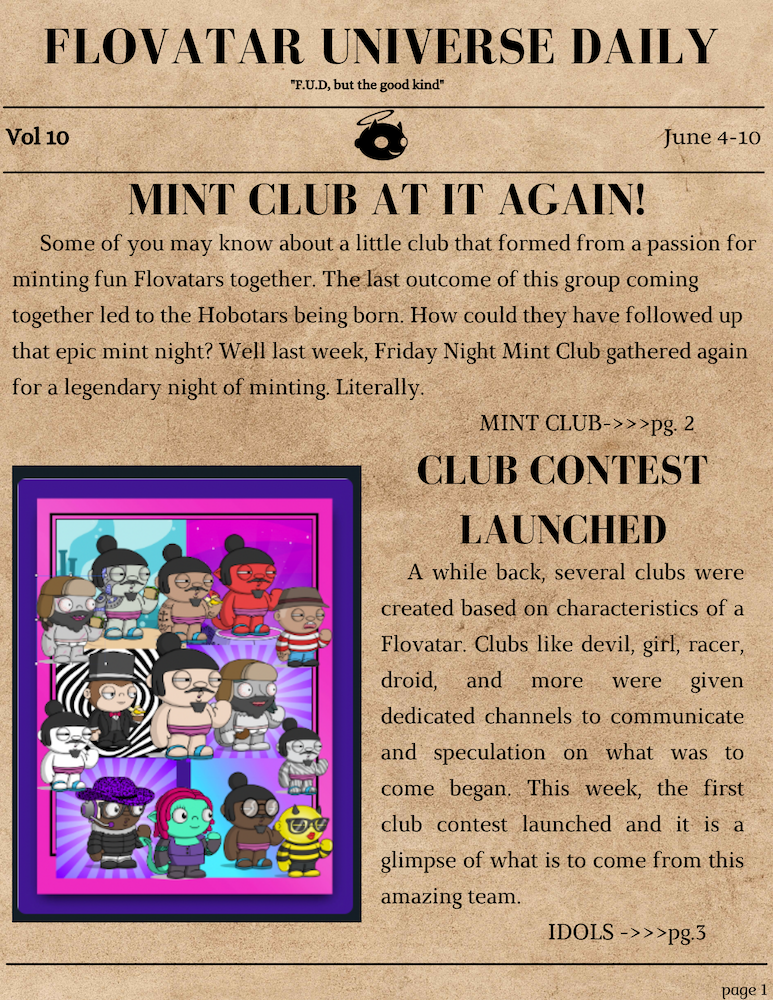 FLOVATAR UNIVERSE DAILY
"F.U.D, but the good kind"
Vol 10
June 4-10
MINT CLUB AT IT AGAIN!
Some of you may know about a little club that formed from a passion for
minting fun Flovatars together. The last outcome of this group coming
together led to the Hobotars being born. How could they have followed up
that epic mint night? Well last week, Friday Night Mint Club gathered again
for a legendary night of minting. Literally.
MINT CLUB->>>pg. 2
CLUB CONTEST
LAUNCHED
A while back, several clubs were
created based on characteristics of a
Flovatar. Clubs like devil, girl, racer,
droid, and more were given
dedicated channels to communicate
and speculation on what was to
come began. This week, the first
club contest launched and it is a
glimpse of what is to come from this
amazing team.
IDOLS ->>>pg.3
page 1